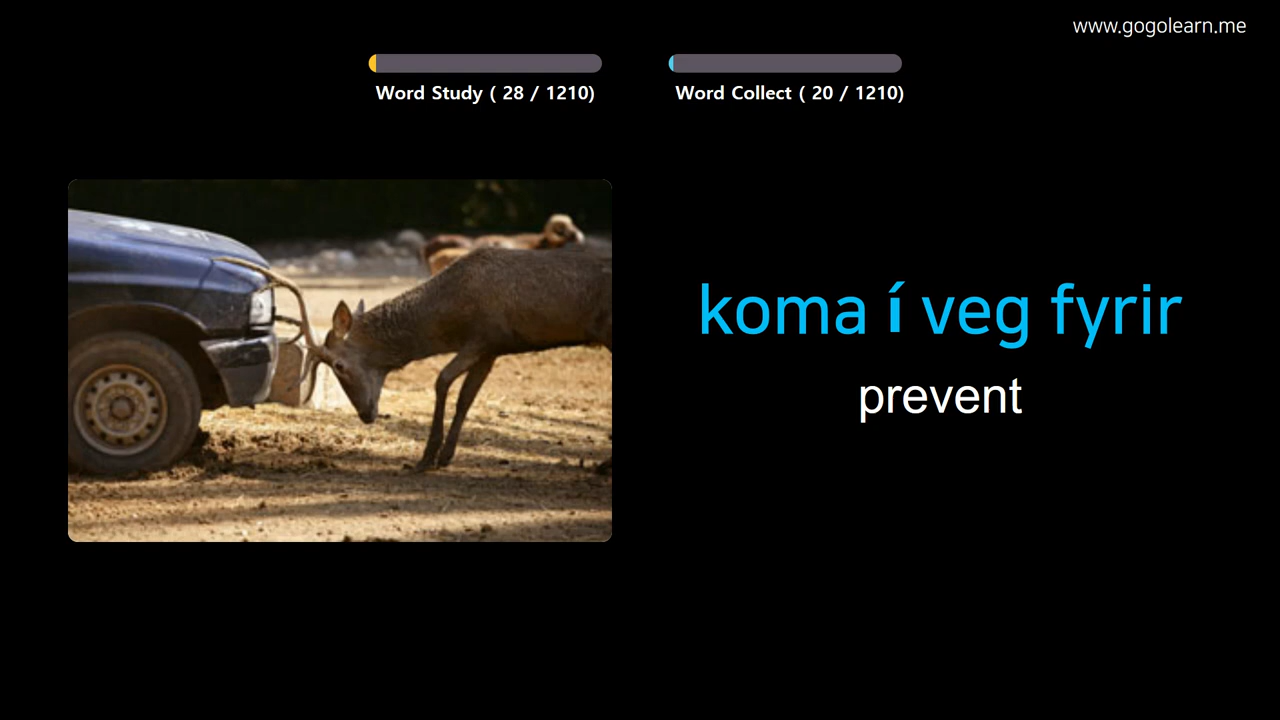 www.gogolearn.me
Word Study ( 28 / 1210)
Word Collect ( 20 / 1210)
koma í veg fyrir
prevent